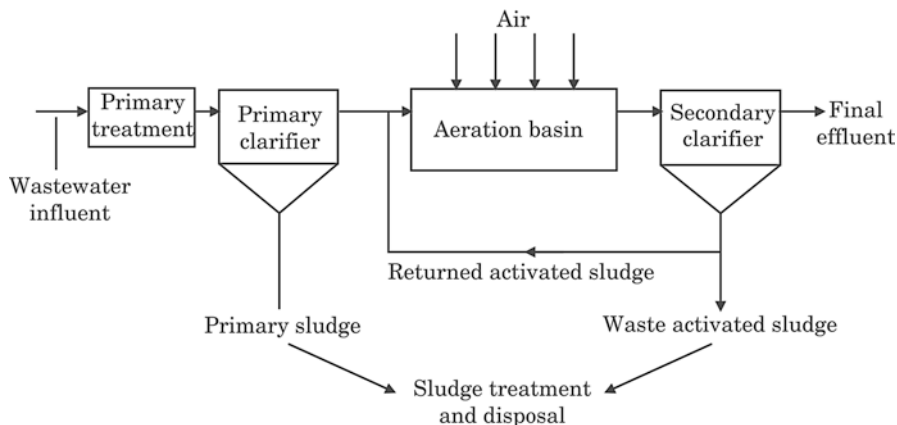 Air
Primary
treatment
Primary
clarifier
Aeration basin
Secondary
clarifier
Final
effluent
Wastewater
influent
Returned activated sludge
Primary sludge
Waste activated sludge
Sludge treatment
and disposal